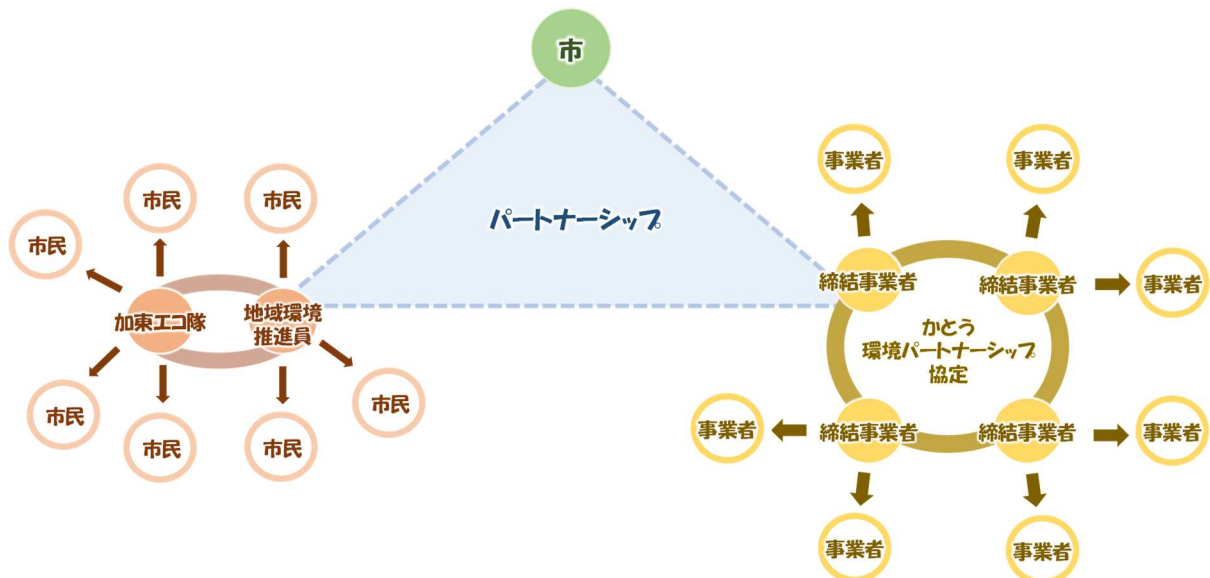 市
事業者
事業者
市民
市民
パートナーシップ
市民
締結事業者
締結事業者
事業者
加東エコ隊
地域環境
推進員
かとう
環境パートナーシップ
協定
市民
市民
市民
市民
事業者
締結事業者
締結事業者
事業者
事業者
事業者